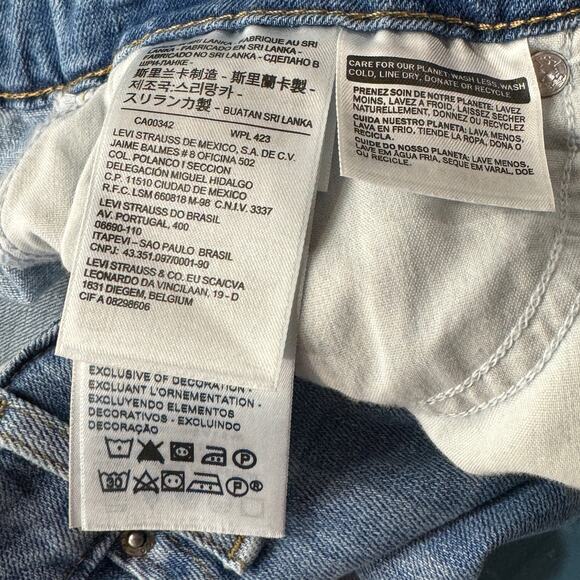 SRI LANKA - FABRIQUE AU SRI
LANKA - FABRICADO EN SRI
LANKA - СДЕЛАНО В
ШРИ-ЛАНКЕ -
斯里兰卡制造 - 斯里蘭卡製 -
제조국:스리랑카 -
スリランカ製 - BUATAN SRI LANKA
CA00342 WPL 423
LEVI STRAUSS DE MEXICO, S.A. DE C.V.
JAIME BALMES # 8 OFICINA 502
COL. POLANCO I SECCION
DELEGACIÓN MIGUEL HIDALGO
C.P. 11510 CIUDAD DE MEXICO
R.F.C. LSM 660818 M-98 C.N.I.V. 3337
LEVI STRAUSS DO BRASIL
AV. PORTUGAL, 400
06690-110
ITAPEVI – SAO PAULO BRASIL
CNPJ: 43.351.097/0001-90
LEVI STRAUSS & CO. EU SCA/CVA
LEONARDO DA VINCILAAN, 19 - D
1831 DIEGEM, BELGIUM
CIF A 08298606
EXCLUSIVE OF DECORATION -
EXCLUANT L'ORNEMENTATION -
EXCLUYENDO ELEMENTOS
DECORATIVOS - EXCLUINDO
DECORAÇÃO
P
30 P
CARE FOR OUR PLANET: WASH LESS, WASH
COLD, LINE DRY, DONATE OR RECYCLE
PRENEZ SOIN DE NOTRE PLANÈTE: LAVEZ
MOINS, LAVEZ A FROID, LAISSEZ SÉCHER
NATURELLEMENT, DONNEZ OU RECYCLEZ
CUIDA NUESTRO PLANETA: LAVA MENOS,
LAVA EN FRÍO, TIENDE LA ROPA, DONA O
RECICLA.
CUIDE DO NOSSO PLANETA: LAVE MENOS,
LAVE EM ÁGUA FRIA, SEQUE EM VARAL, DOE
OU RECICLE.